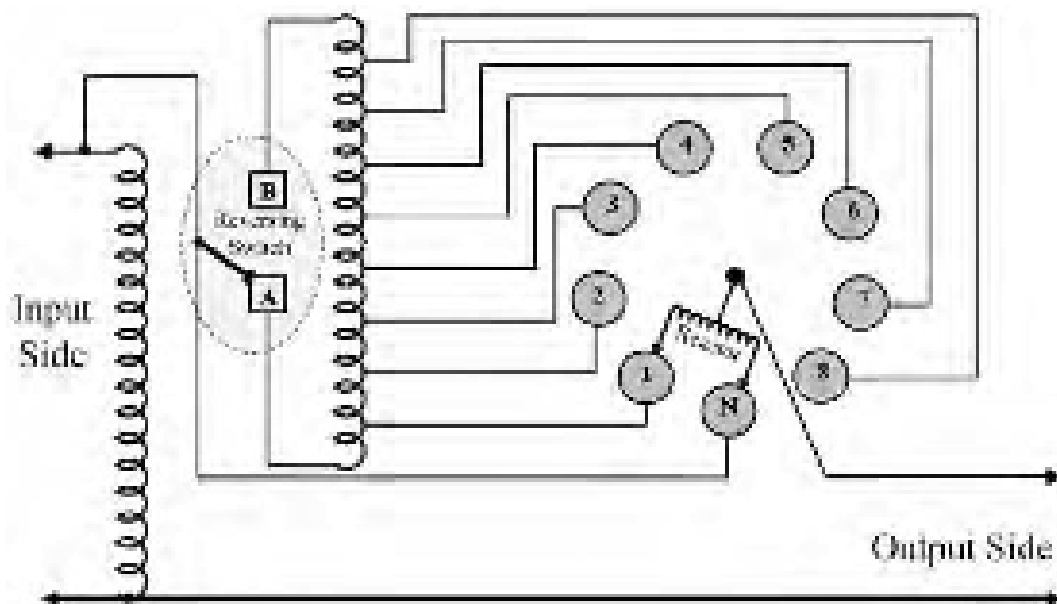 B
Reversing
Switch
A
Input
Side
4
5
3
6
2
7
Reactor
1
8
N
Output Side